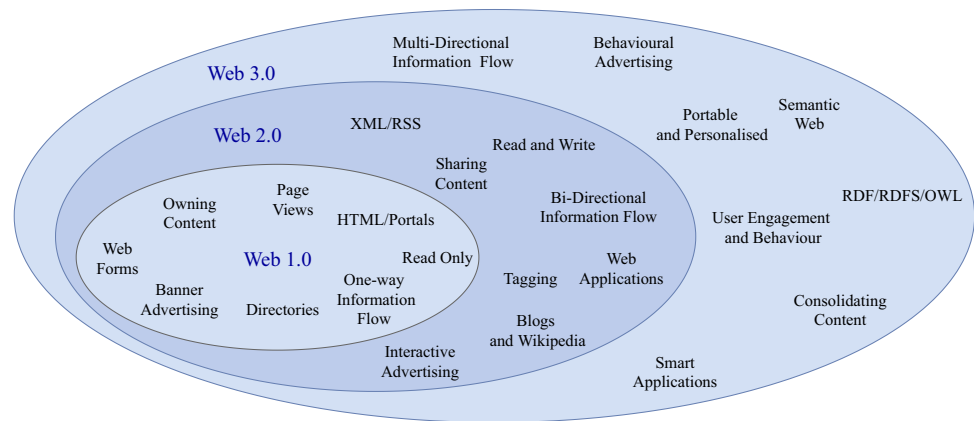 Multi-Directional
Information Flow
Behavioural
Advertising
Web 3.0
Semantic
Web
Portable
and Personalised
XML/RSS
Web 2.0
Read and Write
Sharing
Content
RDF/RDFS/OWL
Bi-Directional
Information Flow
Page
Views
Owning
Content
HTML/Portals
User Engagement
and Behaviour
Web
Forms
Web 1.0
Read Only
Web
Applications
Tagging
One-way
Information
Flow
Banner
Advertising
Directories
Consolidating
Content
Blogs
and Wikipedia
Interactive
Advertising
Smart
Applications